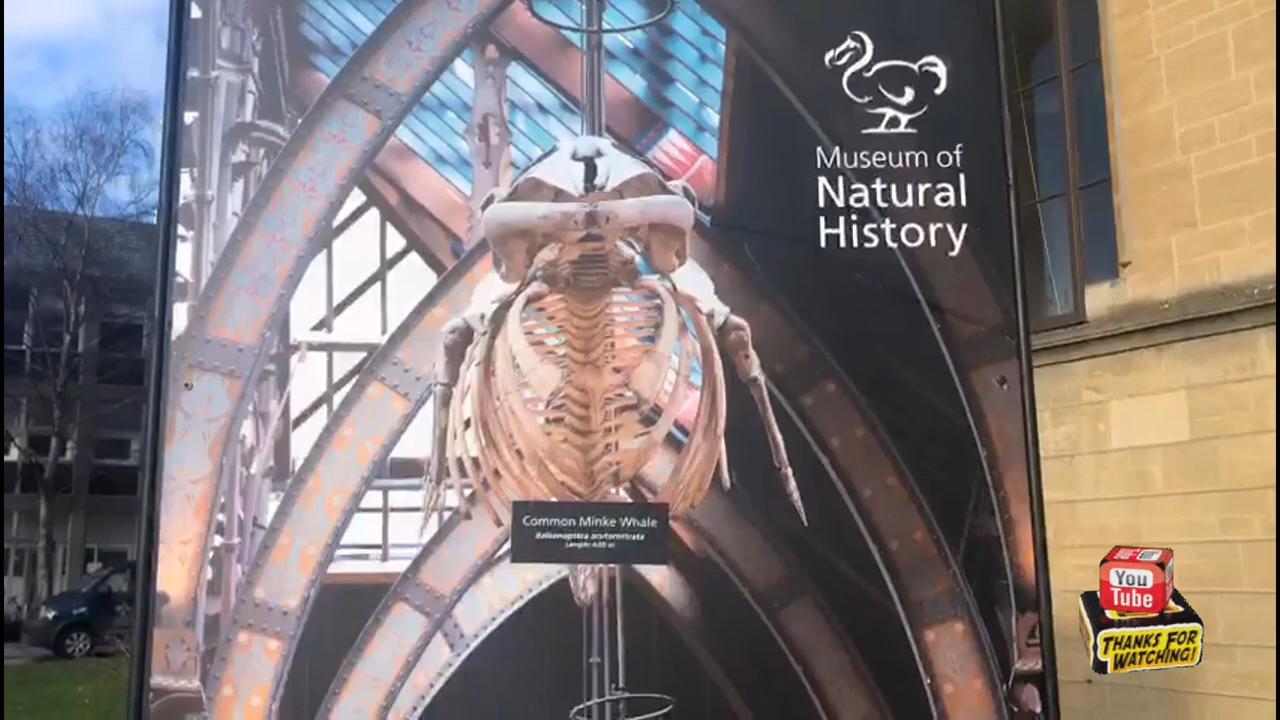 Museum of
Natural
History
Common Minke Whale
Balaenoptera acutorostrata
You
Tube
THANKS FOR
WATCHING!